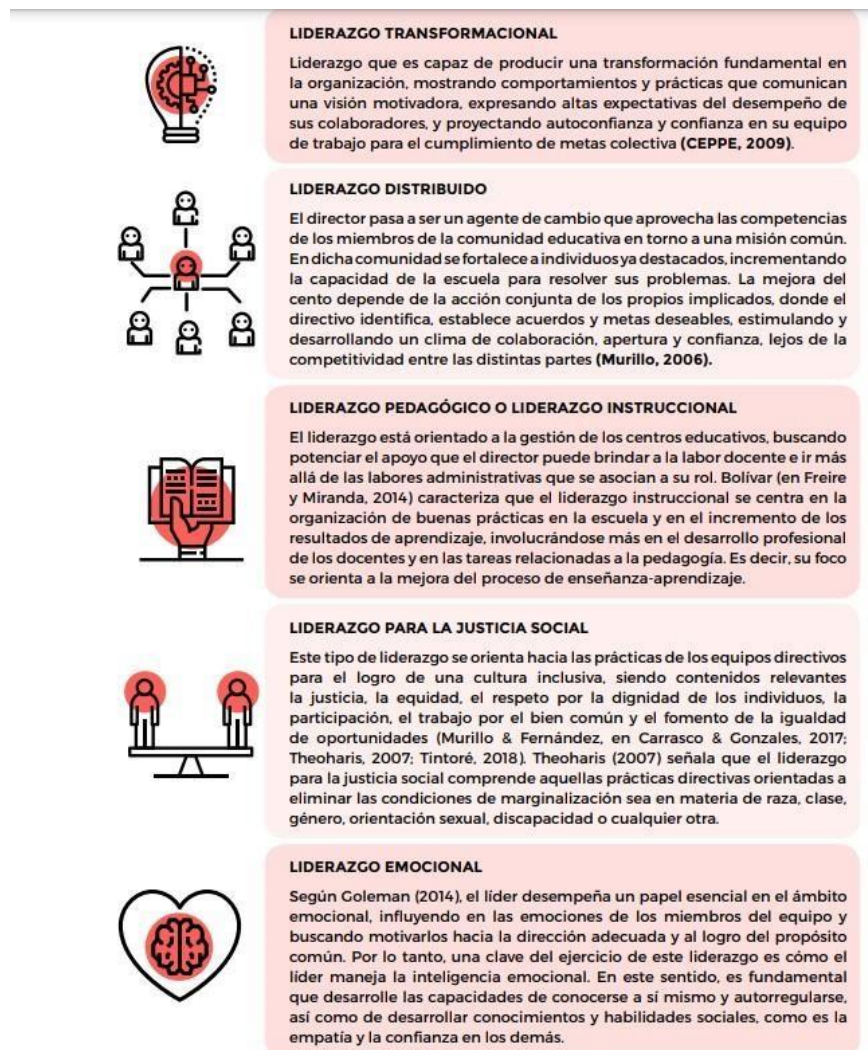 LIDERAZGO TRANSFORMACIONAL
Liderazgo que es capaz de producir una transformación fundamental en
la organización, mostrando comportamientos y prácticas que comunican
una visión motivadora, expresando altas expectativas del desempeño de
sus colaboradores, y proyectando autoconfianza y confianza en su equipo
de trabajo para el cumplimiento de metas colectiva (CEPPE, 2009).
LIDERAZGO DISTRIBUIDO
El director pasa a ser un agente de cambio que aprovecha las competencias
de los miembros de la comunidad educativa en torno a una misión común.
En dicha comunidad se fortalece a individuos ya destacados, incrementando
la capacidad de la escuela para resolver sus problemas. La mejora del
cento depende de la acción conjunta de los propios implicados, donde el
directivo identifica, establece acuerdos y metas deseables, estimulando y
desarrollando un clima de colaboración, apertura y confianza, lejos de la
competitividad entre las distintas partes (Murillo, 2006).
LIDERAZGO PEDAGÓGICO O LIDERAZGO INSTRUCCIONAL
El liderazgo está orientado a la gestión de los centros educativos, buscando
potenciar el apoyo que el director puede brindar a la labor docente e ir más
allá de las labores administrativas que se asocian a su rol. Bolívar (en Freire
y Miranda, 2014) caracteriza que el liderazgo instruccional se centra en la
organización de buenas prácticas en la escuela y en el incremento de los
resultados de aprendizaje, involucrándose más en el desarrollo profesional
de los docentes y en las tareas relacionadas a la pedagogía. Es decir, su foco
se orienta a la mejora del proceso de enseñanza-aprendizaje.
LIDERAZGO PARA LA JUSTICIA SOCIAL
Este tipo de liderazgo se orienta hacia las prácticas de los equipos directivos
para el logro de una cultura inclusiva, siendo contenidos relevantes
la justicia, la equidad, el respeto por la dignidad de los individuos, la
participación, el trabajo por el bien común y el fomento de la igualdad
de oportunidades (Murillo & Fernández, en Carrasco & Gonzales, 2017;
Theoharis, 2007; Tintoré, 2018). Theoharis (2007) señala que el liderazgo
para la justicia social comprende aquellas prácticas directivas orientadas a
eliminar las condiciones de marginalización sea en materia de raza, clase,
género, orientación sexual, discapacidad o cualquier otra.
LIDERAZGO EMOCIONAL
Según Goleman (2014), el líder desempeña un papel esencial en el ámbito
emocional, influyendo en las emociones de los miembros del equipo y
buscando motivarlos hacia la dirección adecuada y al logro del propósito
común. Por lo tanto, una clave del ejercicio de este liderazgo es cómo el
líder maneja la inteligencia emocional. En este sentido, es fundamental
que desarrolle las capacidades de conocerse a sí mismo y autorregularse,
así como de desarrollar conocimientos y habilidades sociales, como es la
empatía y la confianza en los demás.